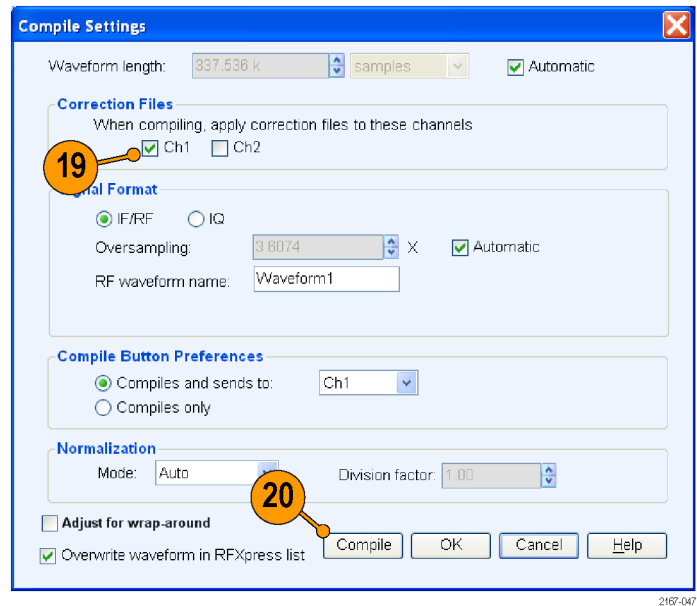 Compile Settings
Waveform length: 337.536 k samples Automatic
Correction Files
When compiling, apply correction files to these channels
Ch1 Ch2
19
nal Format
IF/RF IQ
Oversampling: 3.6074 X Automatic
RF waveform name: Waveform1
Compile Button Preferences
Compiles and sends to: Ch1
Compiles only
Normalization
Mode: Auto Division factor: 1.00
20
Adjust for wrap-around
Overwrite waveform in RFXpress list
Compile OK Cancel Help
2167-047